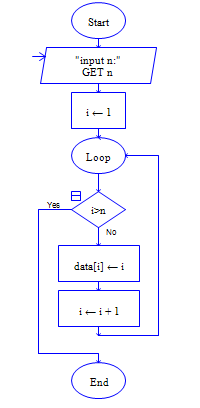 Start
"input n:"
GET n
i ← 1
Loop
i>n
Yes
No
data[i] ← i
i ← i + 1
End